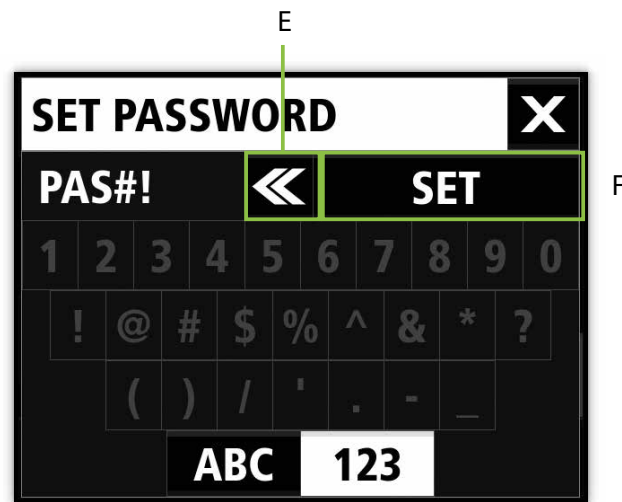 E
SET PASSWORD X
PAS#! « SET F
1 2 3 4 5 6 7 8 9 0
! @ # $ % ^ & * ?
( ) / ' . - _
ABC 123